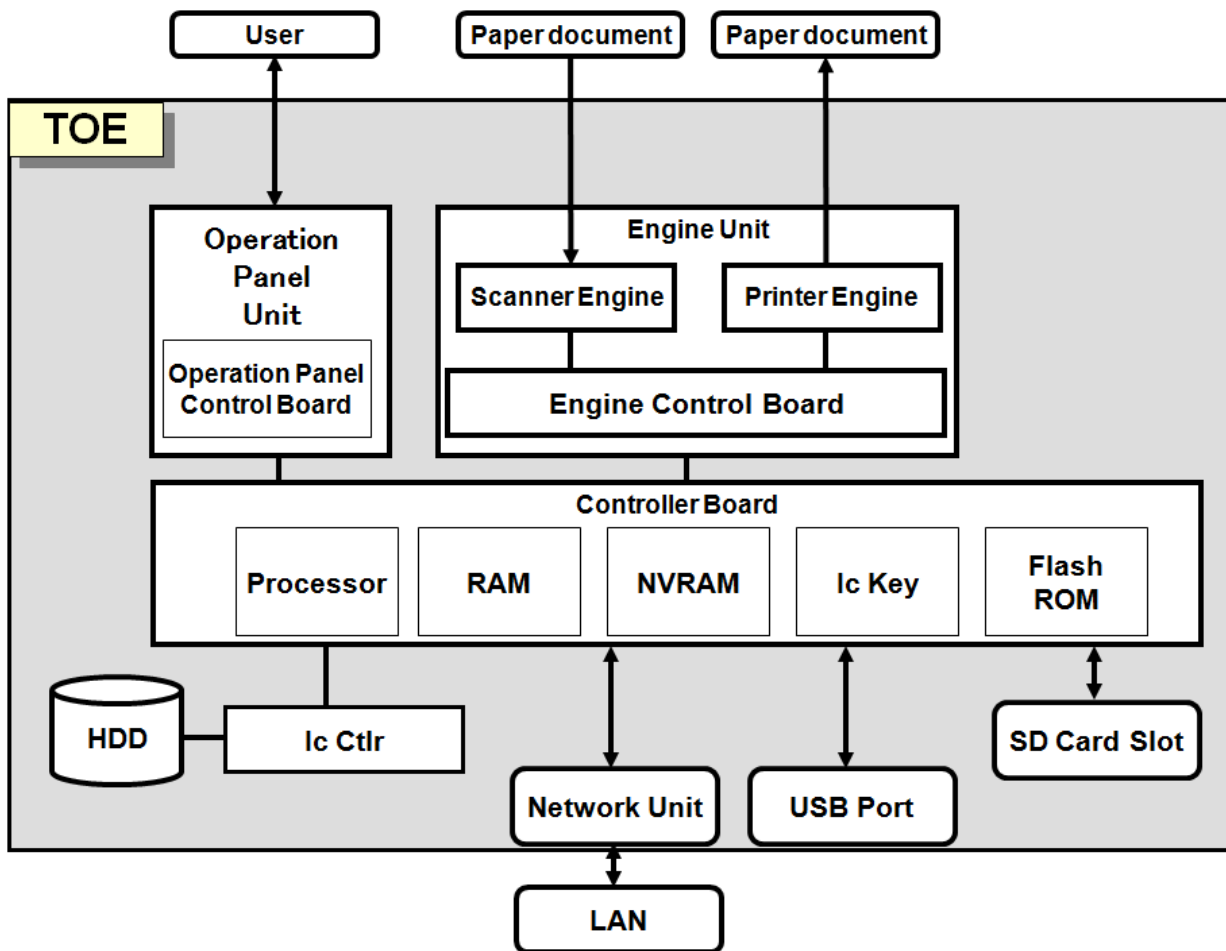 User
Paper document
Paper document
TOE
Operation
Panel
Unit
Operation Panel
Control Board
Engine Unit
Scanner Engine
Printer Engine
Engine Control Board
Controller Board
Processor
RAM
NVRAM
Ic Key
Flash
ROM
HDD
Ic Ctlr
SD Card Slot
Network Unit
USB Port
LAN